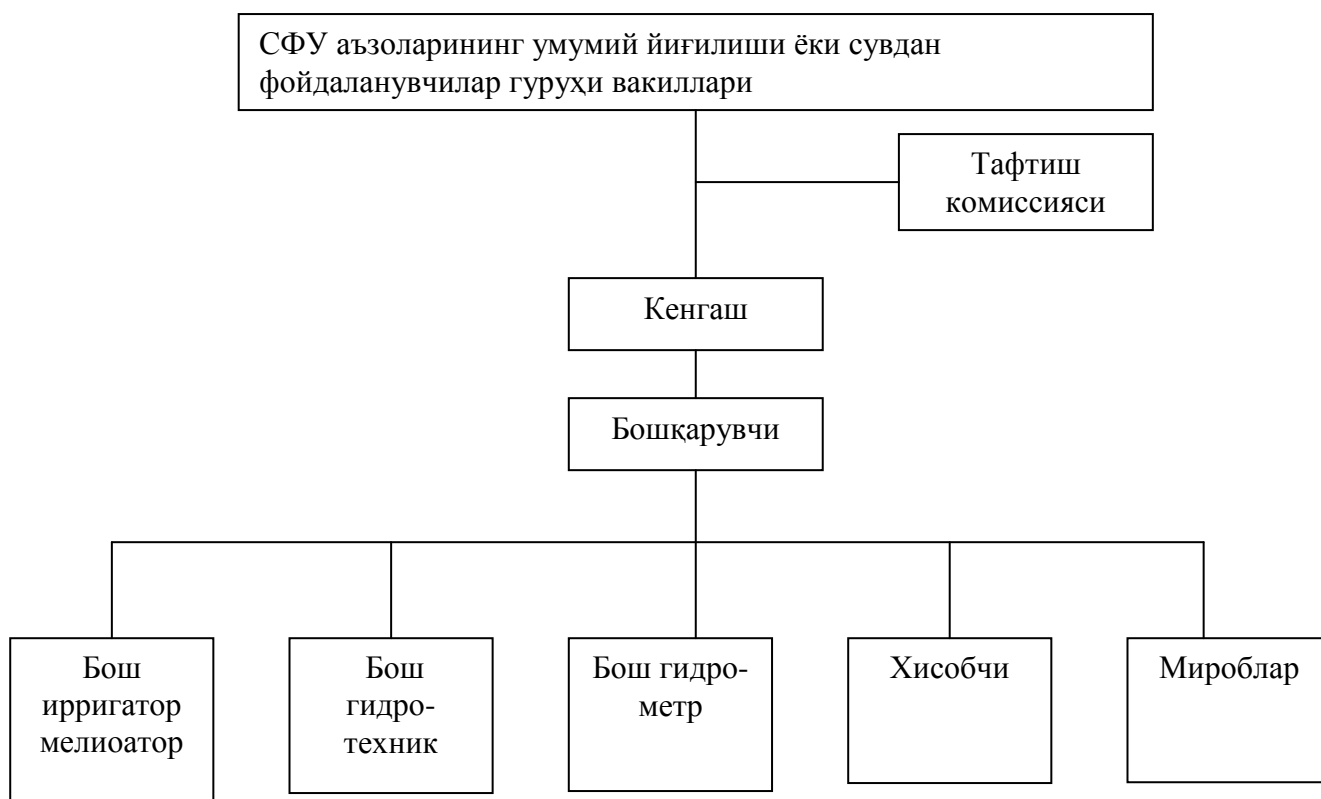 СФУ аъзоларининг умумий йиғилиши ёки сувдан
фойдаланувчилар гуруҳи вакиллари
Тафтиш
комиссияси
Кенгаш
Бошқарувчи
Бош
ирригатор
мелиоатор
Бош
гидро-
техник
Бош гидро-
метр
Хисобчи
Мироблар